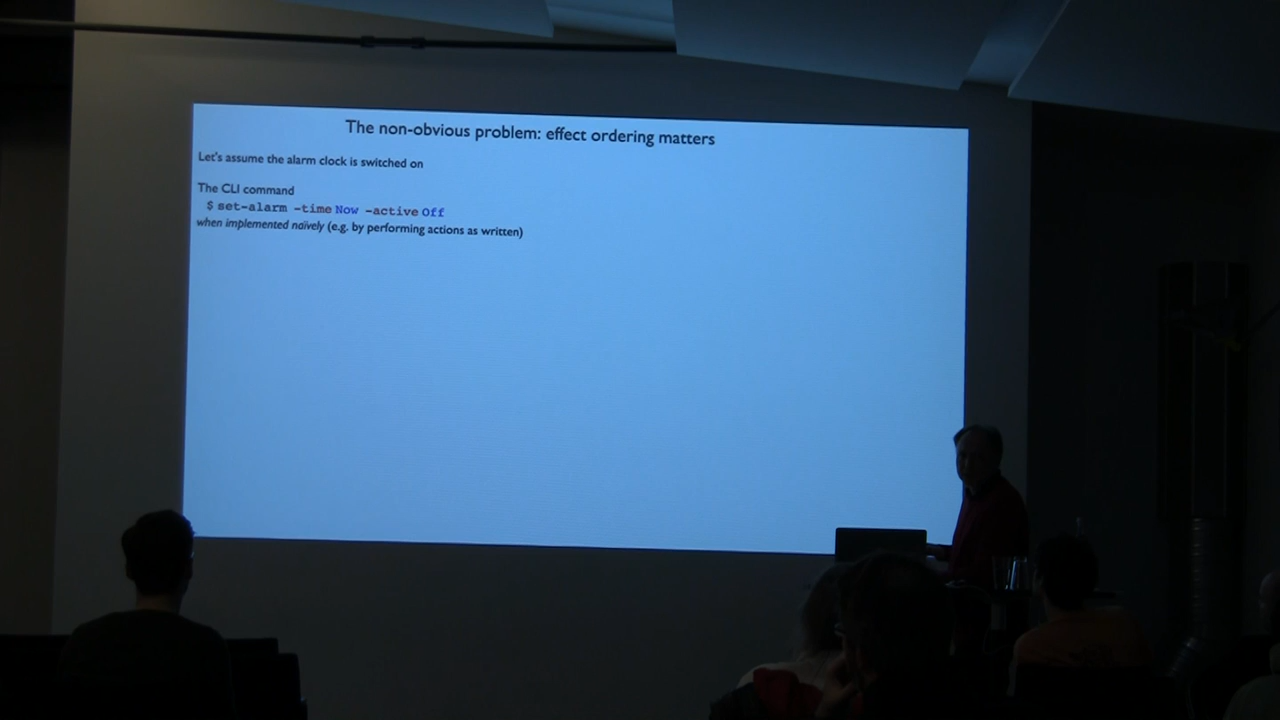 The non-obvious problem: effect ordering matters
Let's assume the alarm clock is switched on
The CLI command
$ set-alarm -time Now -active Off
when implemented naïvely (e.g. by performing actions as written)